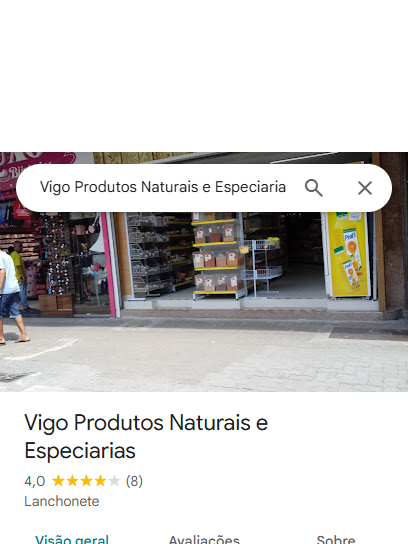 Vigo Produtos Naturais e Especiaria
Vigo Produtos Naturais e
Especiarias
4,0 (8)
Lanchonete
Visão geral Avaliações Sobre